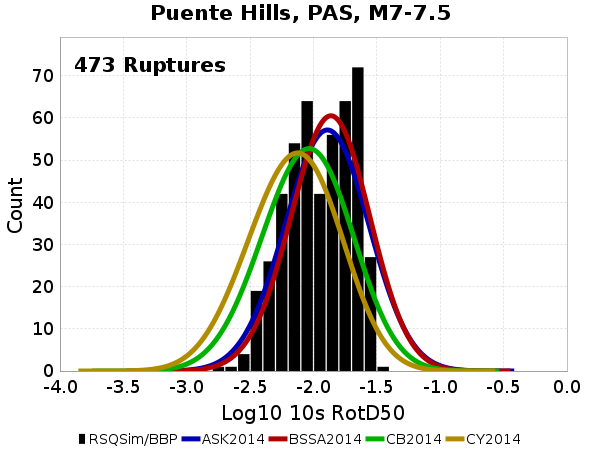 Puente Hills, PAS, M7-7.5
473 Ruptures
70
60
50
40
30
20
10
0
Count
-4.0 -3.5 -3.0 -2.5 -2.0 -1.5 -1.0 -0.5 0.0
Log10 10s RotD50
RSQSim/BBP ASK2014 BSSA2014 CB2014 CY2014